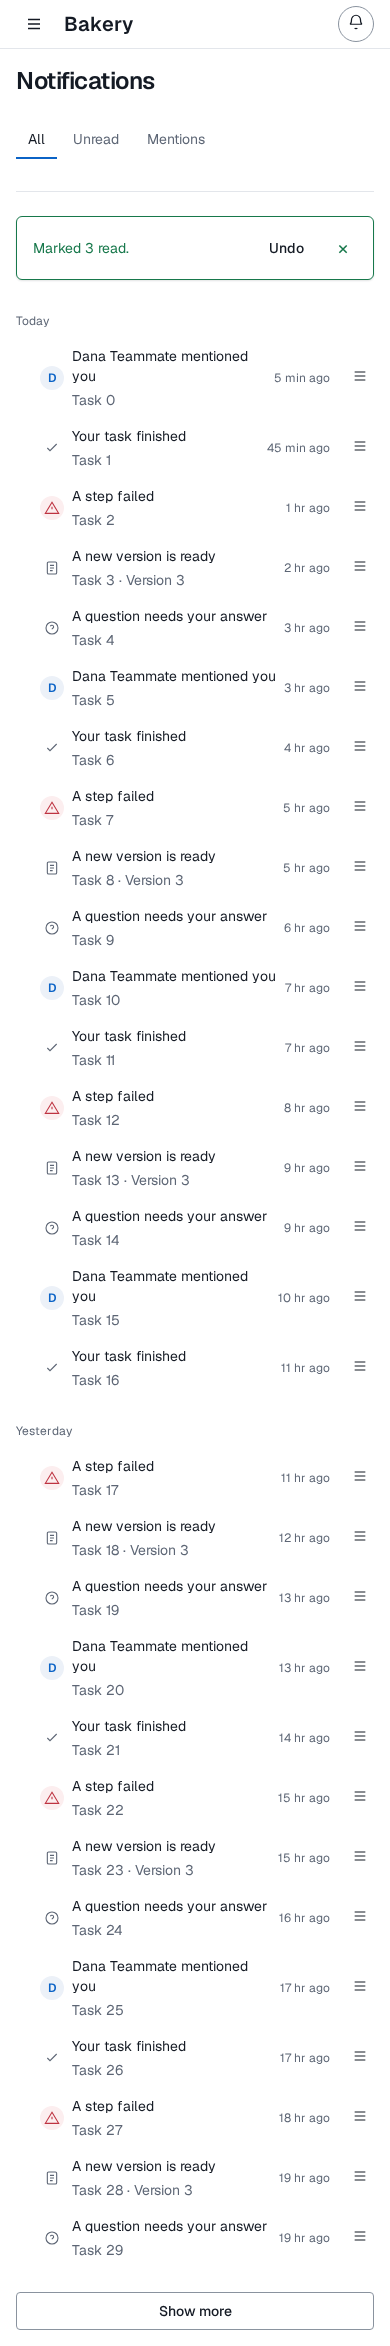 Bakery
Notifications
All Unread Mentions
Marked 3 read. Undo ×
Today
D Dana Teammate mentioned
you
5 min ago
Task 0
Your task finished 45 min ago
Task 1
A step failed 1 hr ago
Task 2
A new version is ready 2 hr ago
Task 3 · Version 3
A question needs your answer 3 hr ago
Task 4
D Dana Teammate mentioned you 3 hr ago
Task 5
Your task finished 4 hr ago
Task 6
A step failed 5 hr ago
Task 7
A new version is ready 5 hr ago
Task 8 · Version 3
A question needs your answer 6 hr ago
Task 9
D Dana Teammate mentioned you 7 hr ago
Task 10
Your task finished 7 hr ago
Task 11
A step failed 8 hr ago
Task 12
A new version is ready 9 hr ago
Task 13 · Version 3
A question needs your answer 9 hr ago
Task 14
D Dana Teammate mentioned
you
10 hr ago
Task 15
Your task finished 11 hr ago
Task 16
Yesterday
A step failed 11 hr ago
Task 17
A new version is ready 12 hr ago
Task 18 · Version 3
A question needs your answer 13 hr ago
Task 19
D Dana Teammate mentioned
you
13 hr ago
Task 20
Your task finished 14 hr ago
Task 21
A step failed 15 hr ago
Task 22
A new version is ready 15 hr ago
Task 23 · Version 3
A question needs your answer 16 hr ago
Task 24
D Dana Teammate mentioned
you
17 hr ago
Task 25
Your task finished 17 hr ago
Task 26
A step failed 18 hr ago
Task 27
A new version is ready 19 hr ago
Task 28 · Version 3
A question needs your answer 19 hr ago
Task 29
Show more